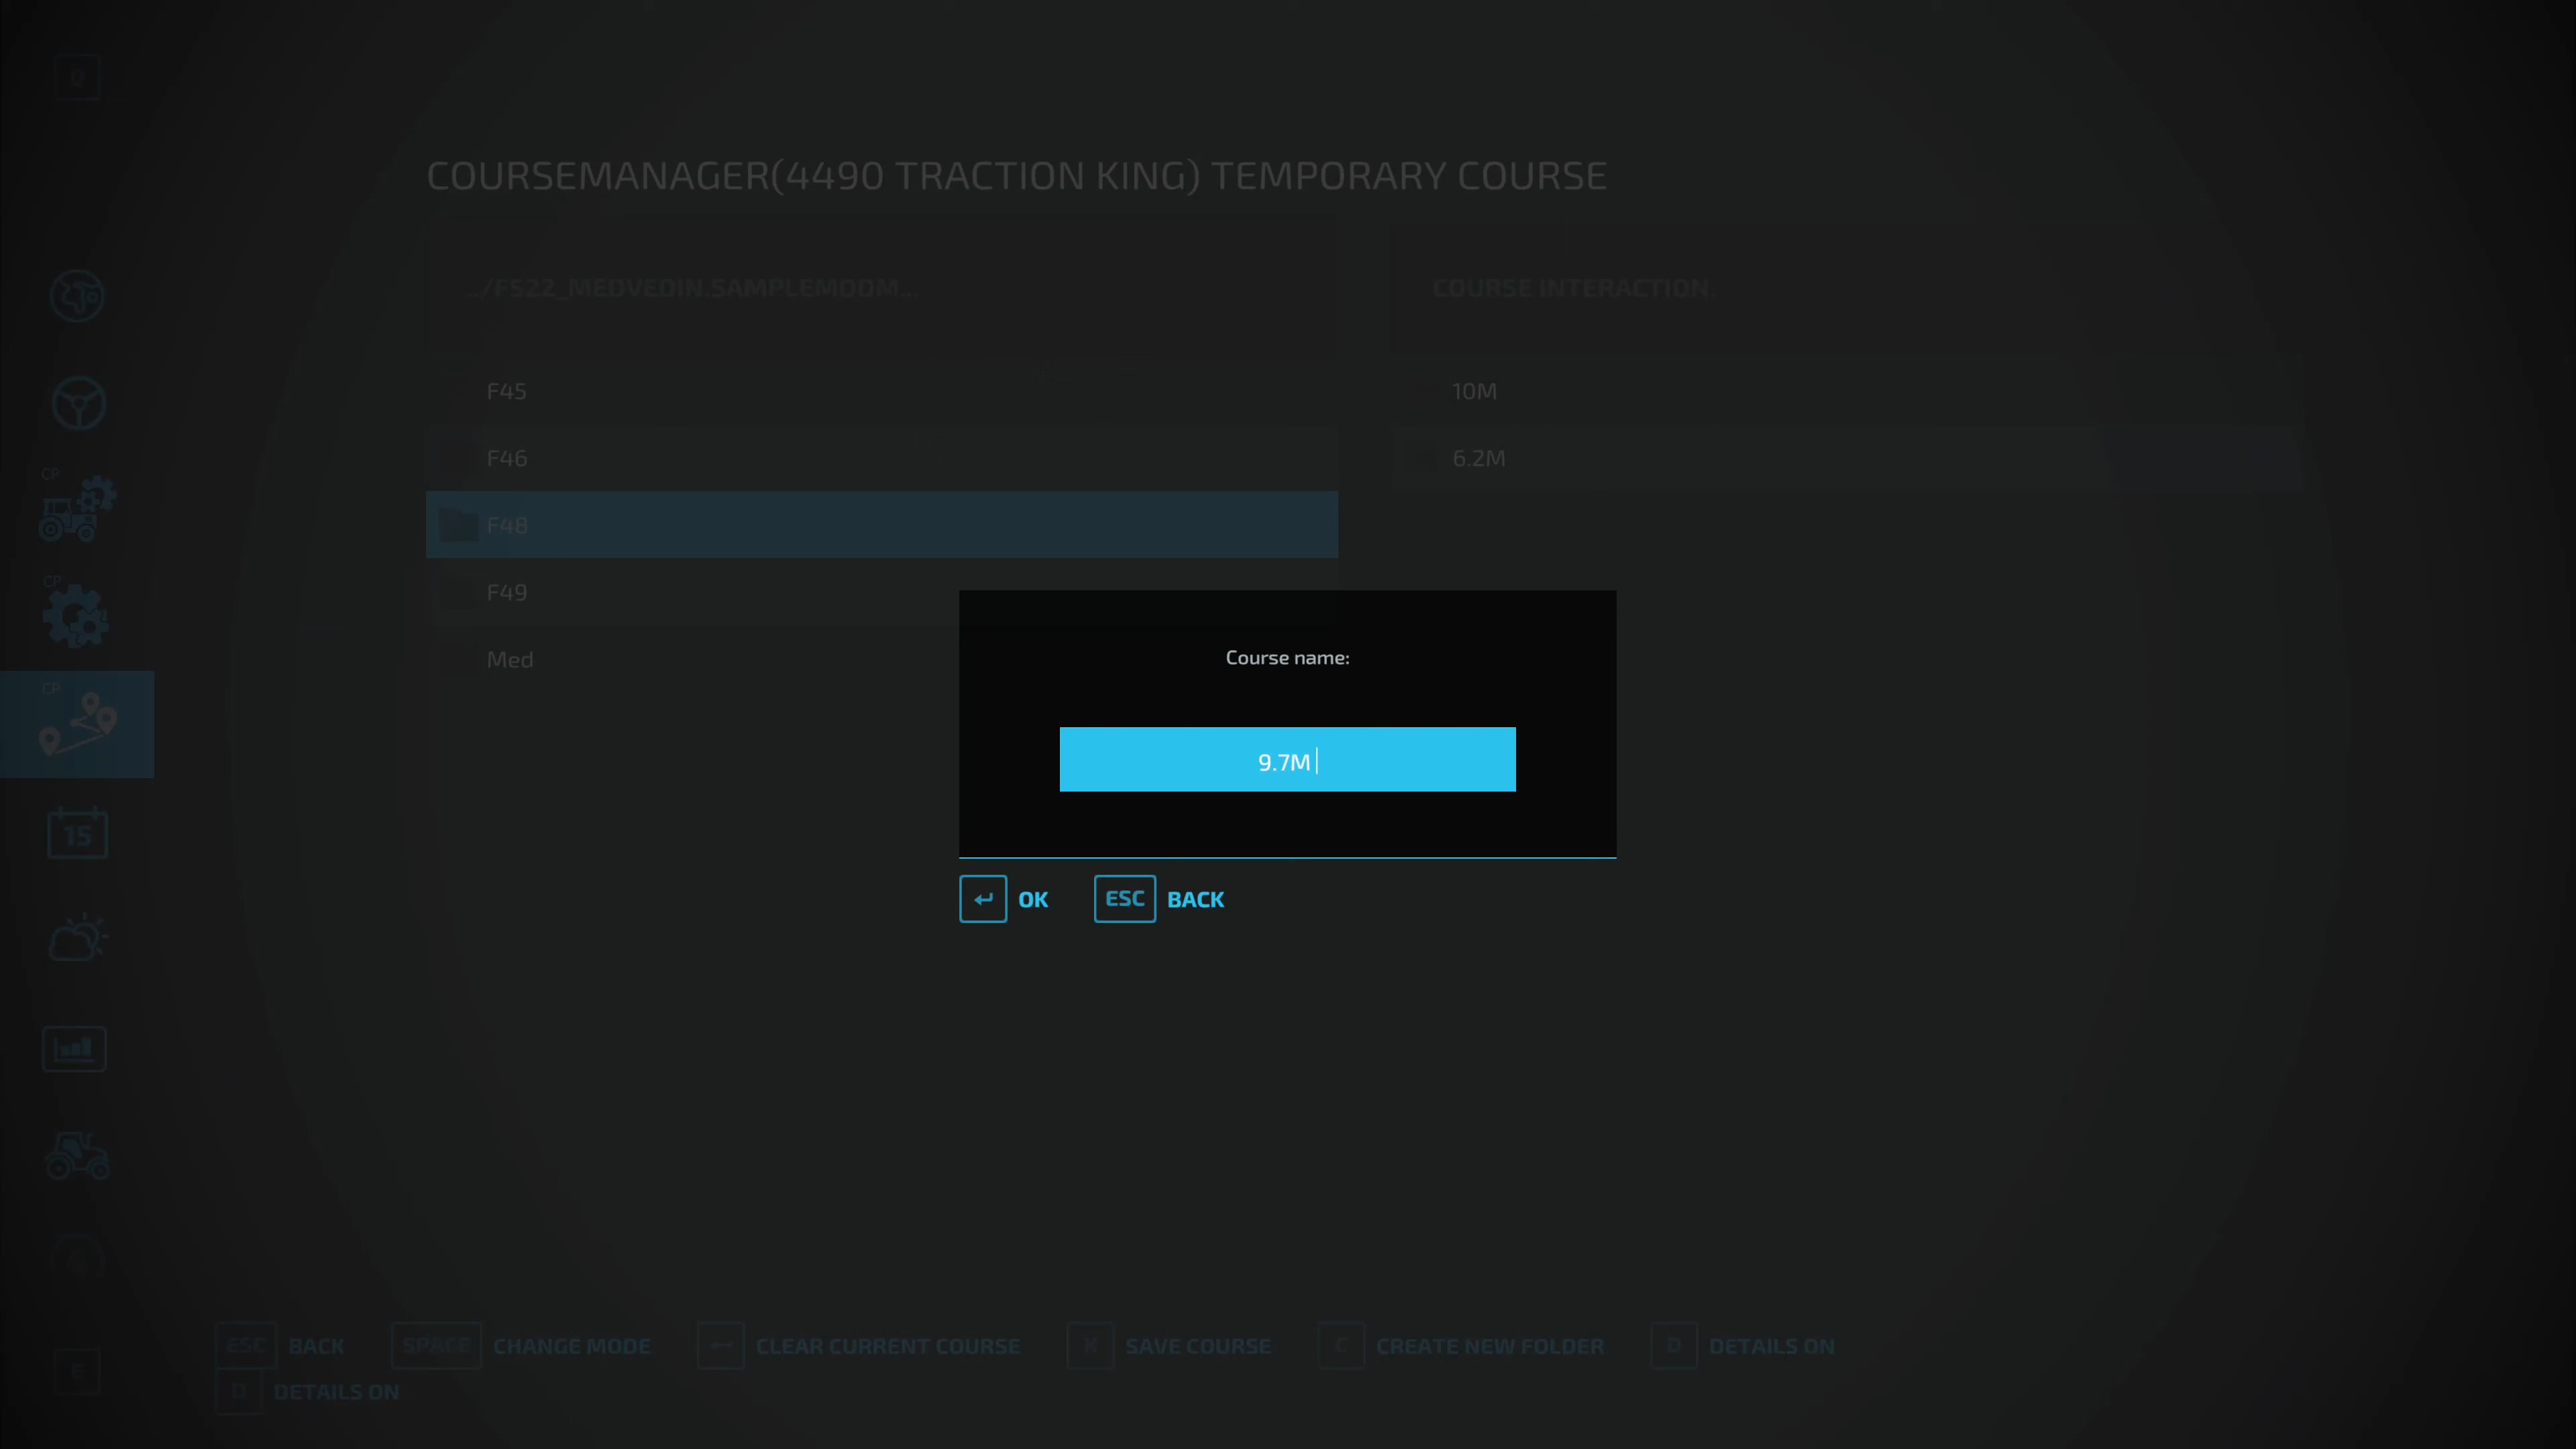 Q
COURSEMANAGER(4490 TRACTION KING) TEMPORARY COURSE
../FS22_MEDVEDIN.SAMPLEMODM...
COURSE INTERACTION.
F45
10M
F46
6.2M
CP
F48
CP
F49
Course name:
Med
CP
9.7M
15
OK
ESC BACK
ESC BACK
SPACE CHANGE MODE
CLEAR CURRENT COURSE
K SAVE COURSE
C CREATE NEW FOLDER
D DETAILS ON
E
D DETAILS ON